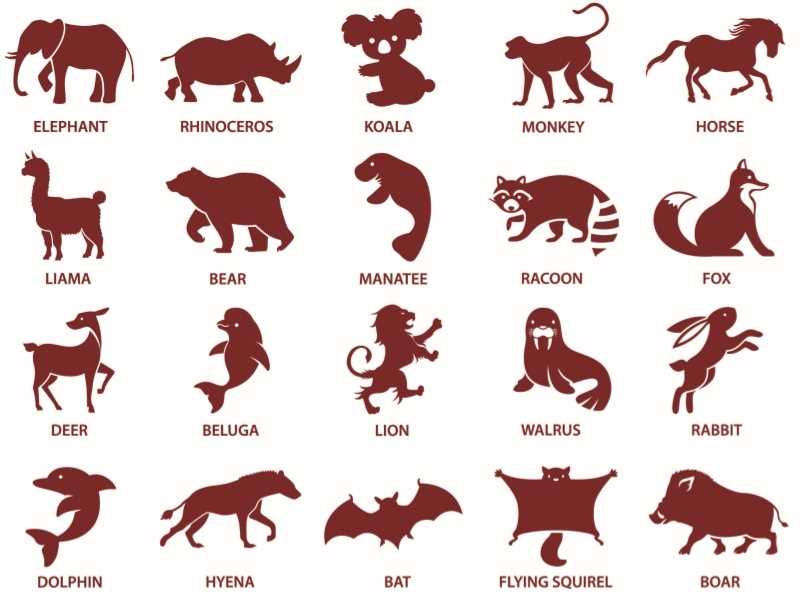 ELEPHANT
RHINOCEROS
KOALA
MONKEY
HORSE
LIAMA
BEAR
MANATEE
RACOON
FOX
DEER
BELUGA
LION
WALRUS
RABBIT
DOLPHIN
HYENA
BAT
FLYING SQUIREL
BOAR